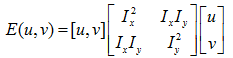 E(u,v) = [u,v] [ I_x^2 I_xI_y ; I_xI_y I_y^2 ] [ u ; v ]